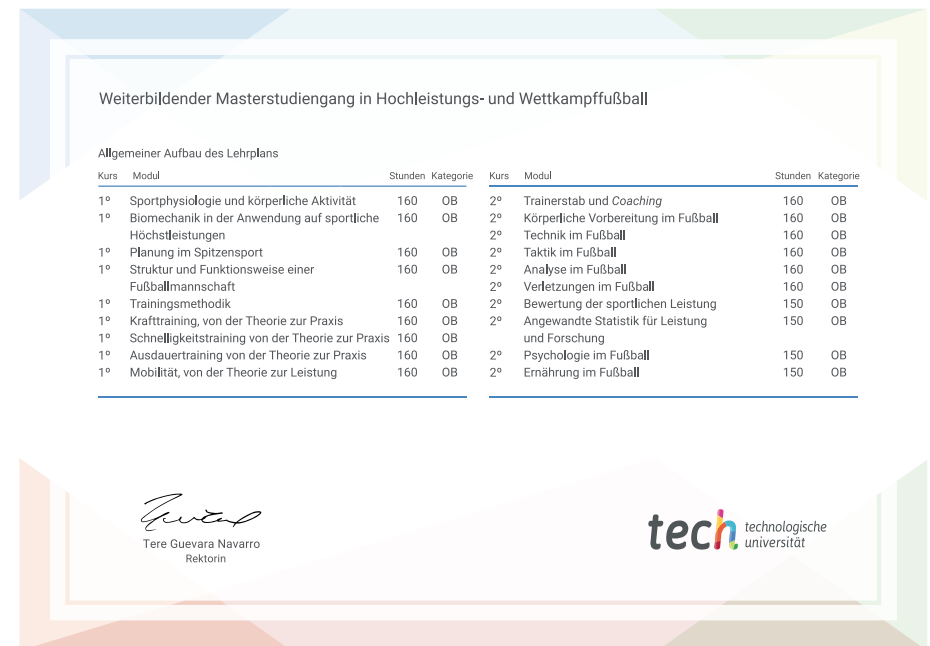 Weiterbildender Masterstudiengang in Hochleistungs- und Wettkampffußball
Allgemeiner Aufbau des Lehrplans
Kurs Modul Stunden Kategorie
1º Sportphysiologie und körperliche Aktivität 160 OB
1º Biomechanik in der Anwendung auf sportliche 160 OB
Höchstleistungen
1º Planung im Spitzensport 160 OB
1º Struktur und Funktionsweise einer 160 OB
Fußballmannschaft
1º Trainingsmethodik 160 OB
1º Krafttraining, von der Theorie zur Praxis 160 OB
1º Schnelligkeitstraining von der Theorie zur Praxis 160 OB
1º Ausdauertraining von der Theorie zur Praxis 160 OB
1º Mobilität, von der Theorie zur Leistung 160 OB
Kurs Modul Stunden Kategorie
2º Trainerstab und Coaching 160 OB
2º Körperliche Vorbereitung im Fußball 160 OB
2º Technik im Fußball 160 OB
2º Taktik im Fußball 160 OB
2º Analyse im Fußball 160 OB
2º Verletzungen im Fußball 160 OB
2º Bewertung der sportlichen Leistung 150 OB
2º Angewandte Statistik für Leistung 150 OB
und Forschung
2º Psychologie im Fußball 150 OB
2º Ernährung im Fußball 150 OB
Tere Guevara Navarro
Rektorin
tech technologische
universität